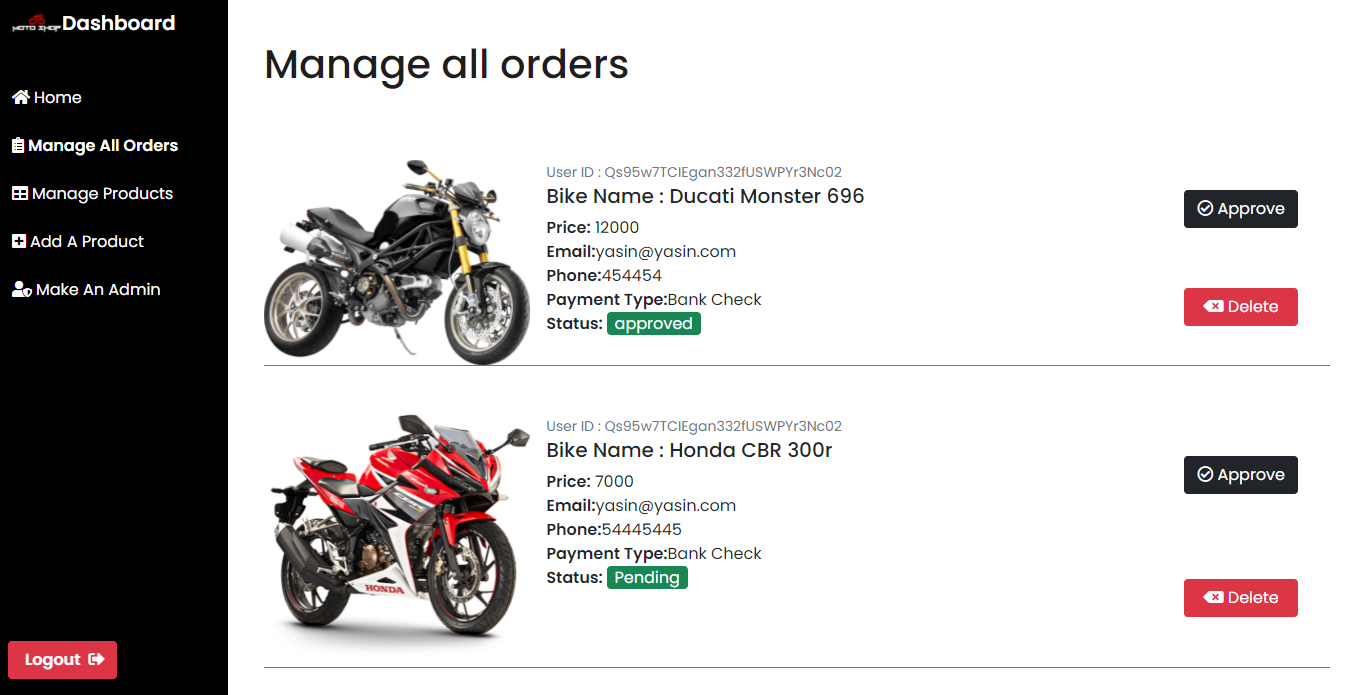 MOTO SHOP Dashboard
Home
Manage All Orders
Manage Products
Add A Product
Make An Admin
Logout
Manage all orders
User ID : Qs95w7TCIEgan332fUSWPYr3Nc02
Bike Name : Ducati Monster 696
Price: 12000
Email:yasin@yasin.com
Phone:454454
Payment Type:Bank Check
Status: approved
Approve
Delete
User ID : Qs95w7TCIEgan332fUSWPYr3Nc02
Bike Name : Honda CBR 300r
Price: 7000
Email:yasin@yasin.com
Phone:54445445
Payment Type:Bank Check
Status: Pending
HONDA
Approve
Delete